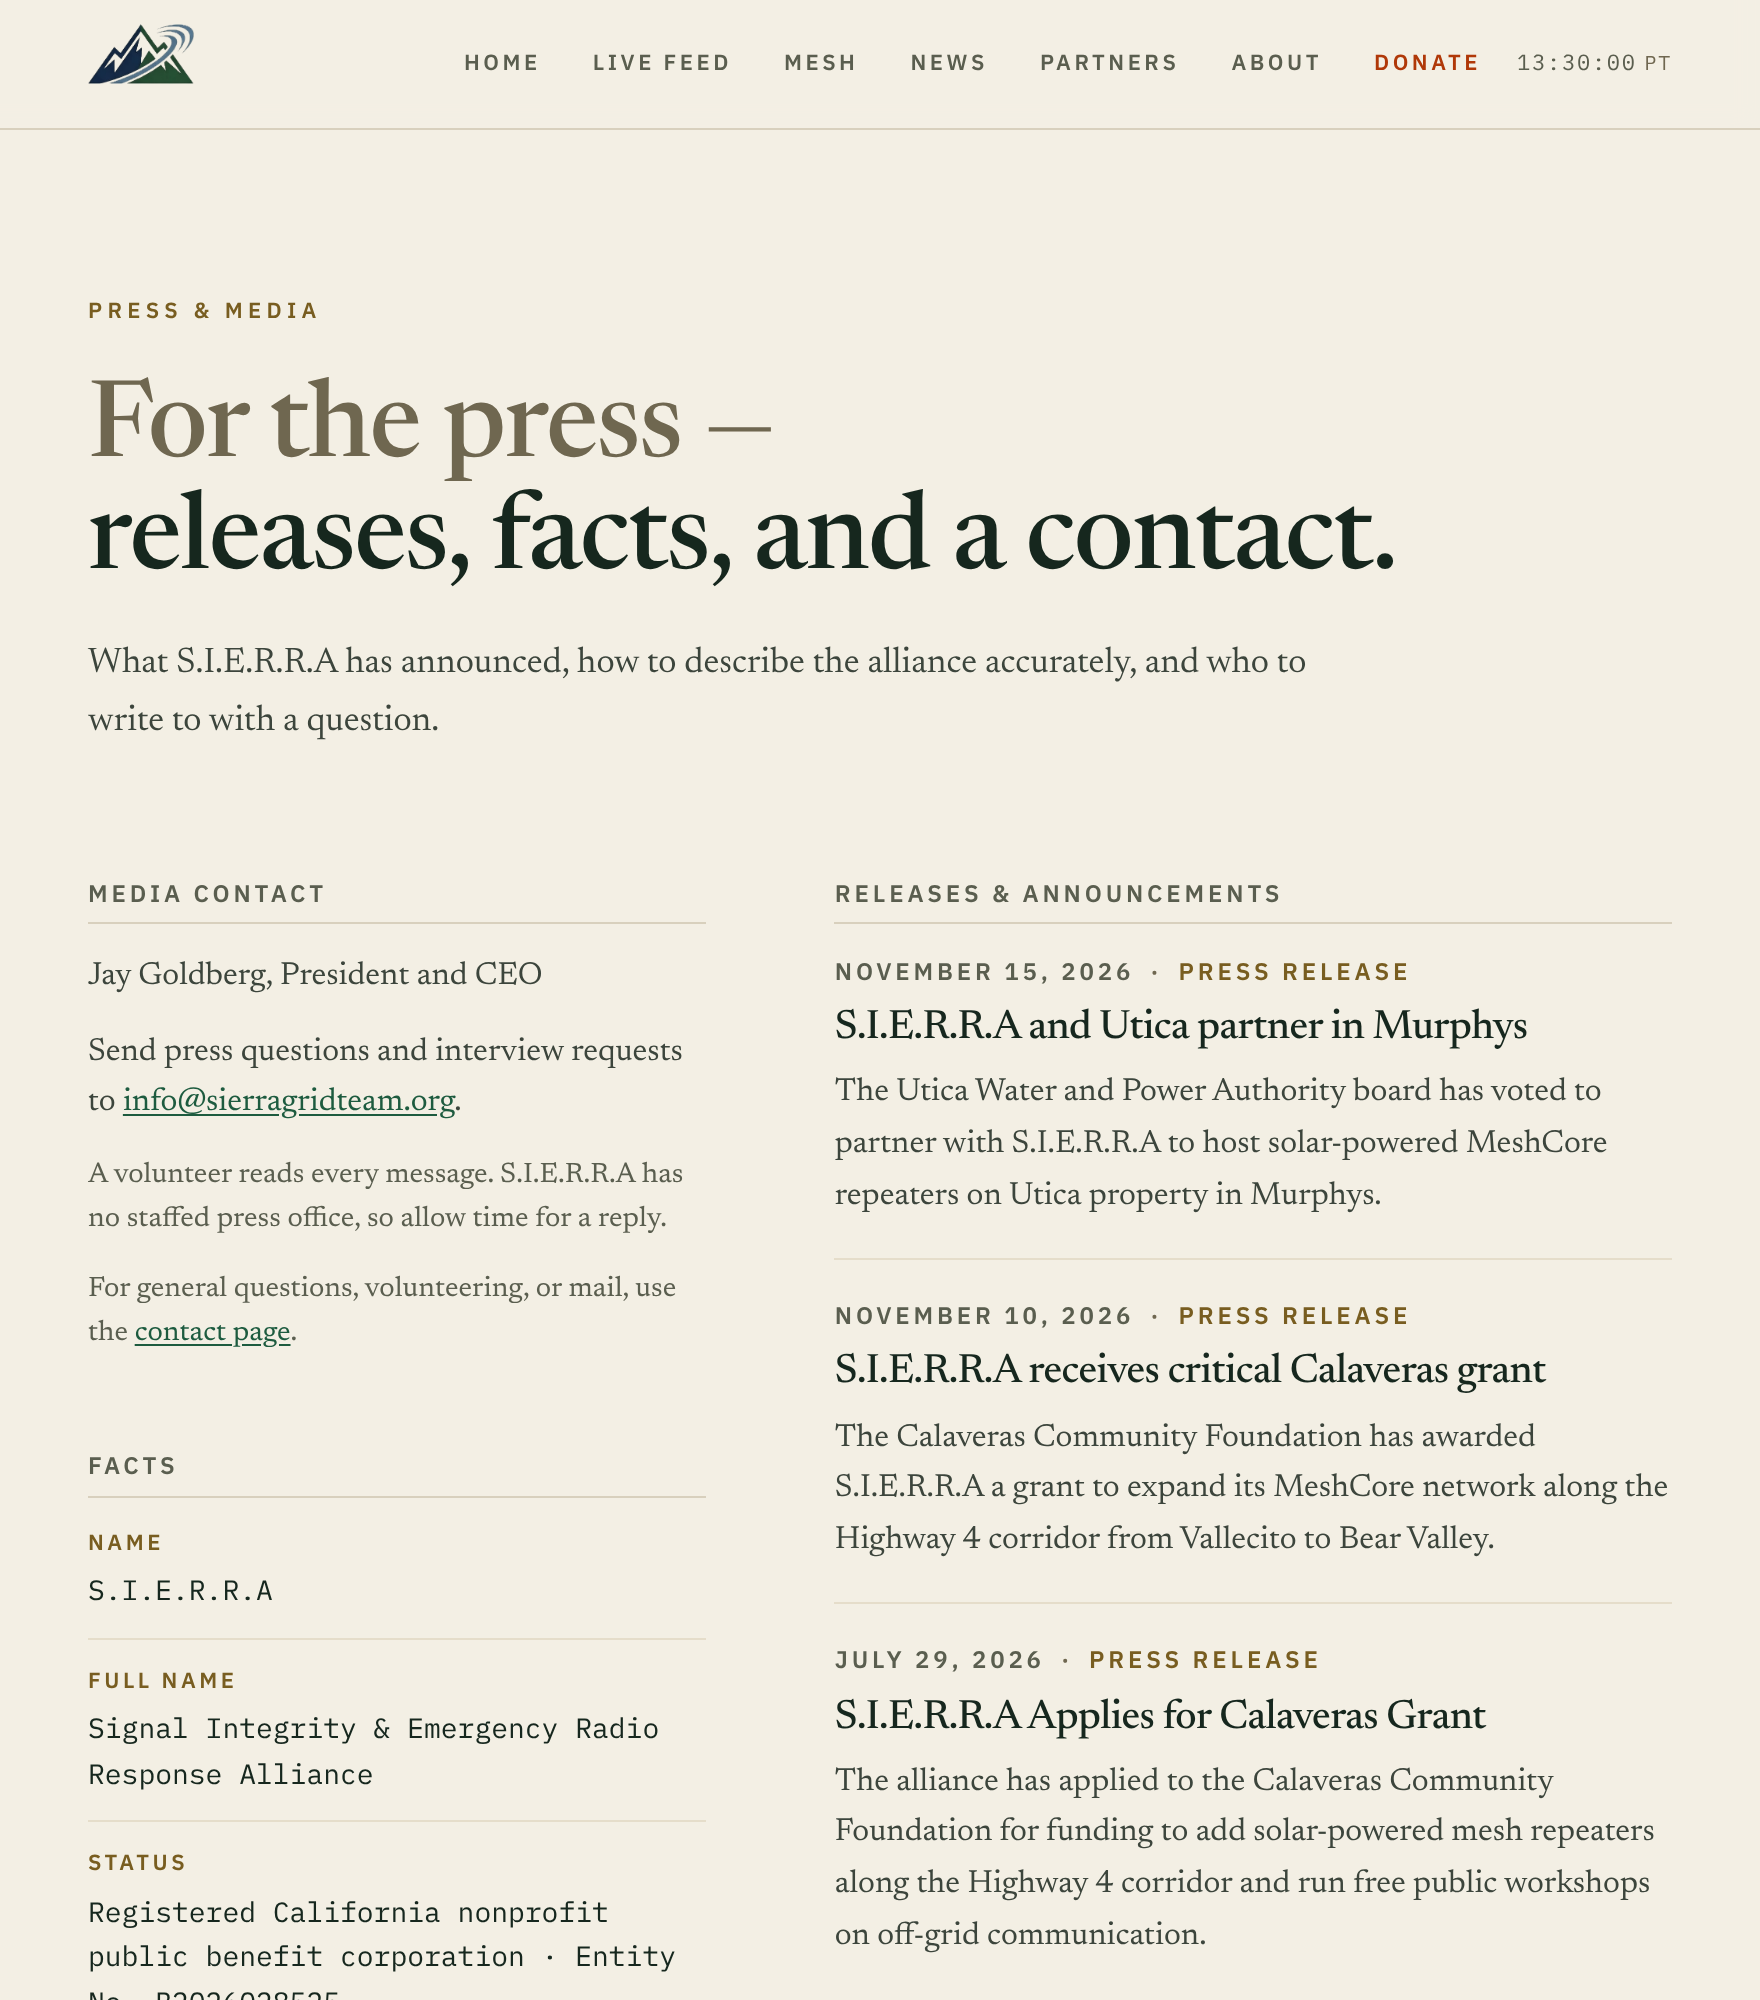 HOME LIVE FEED MESH NEWS PARTNERS ABOUT DONATE 13:30:00 PT
PRESS & MEDIA
For the press —
releases, facts, and a contact.
What S.I.E.R.R.A has announced, how to describe the alliance accurately, and who to
write to with a question.
MEDIA CONTACT
Jay Goldberg, President and CEO
Send press questions and interview requests
to info@sierragridteam.org.
A volunteer reads every message. S.I.E.R.R.A has
no staffed press office, so allow time for a reply.
For general questions, volunteering, or mail, use
the contact page.
FACTS
NAME
S.I.E.R.R.A
FULL NAME
Signal Integrity & Emergency Radio
Response Alliance
STATUS
Registered California nonprofit
public benefit corporation · Entity
RELEASES & ANNOUNCEMENTS
NOVEMBER 15, 2026 · PRESS RELEASE
S.I.E.R.R.A and Utica partner in Murphys
The Utica Water and Power Authority board has voted to
partner with S.I.E.R.R.A to host solar-powered MeshCore
repeaters on Utica property in Murphys.
NOVEMBER 10, 2026 · PRESS RELEASE
S.I.E.R.R.A receives critical Calaveras grant
The Calaveras Community Foundation has awarded
S.I.E.R.R.A a grant to expand its MeshCore network along the
Highway 4 corridor from Vallecito to Bear Valley.
JULY 29, 2026 · PRESS RELEASE
S.I.E.R.R.A Applies for Calaveras Grant
The alliance has applied to the Calaveras Community
Foundation for funding to add solar-powered mesh repeaters
along the Highway 4 corridor and run free public workshops
on off-grid communication.